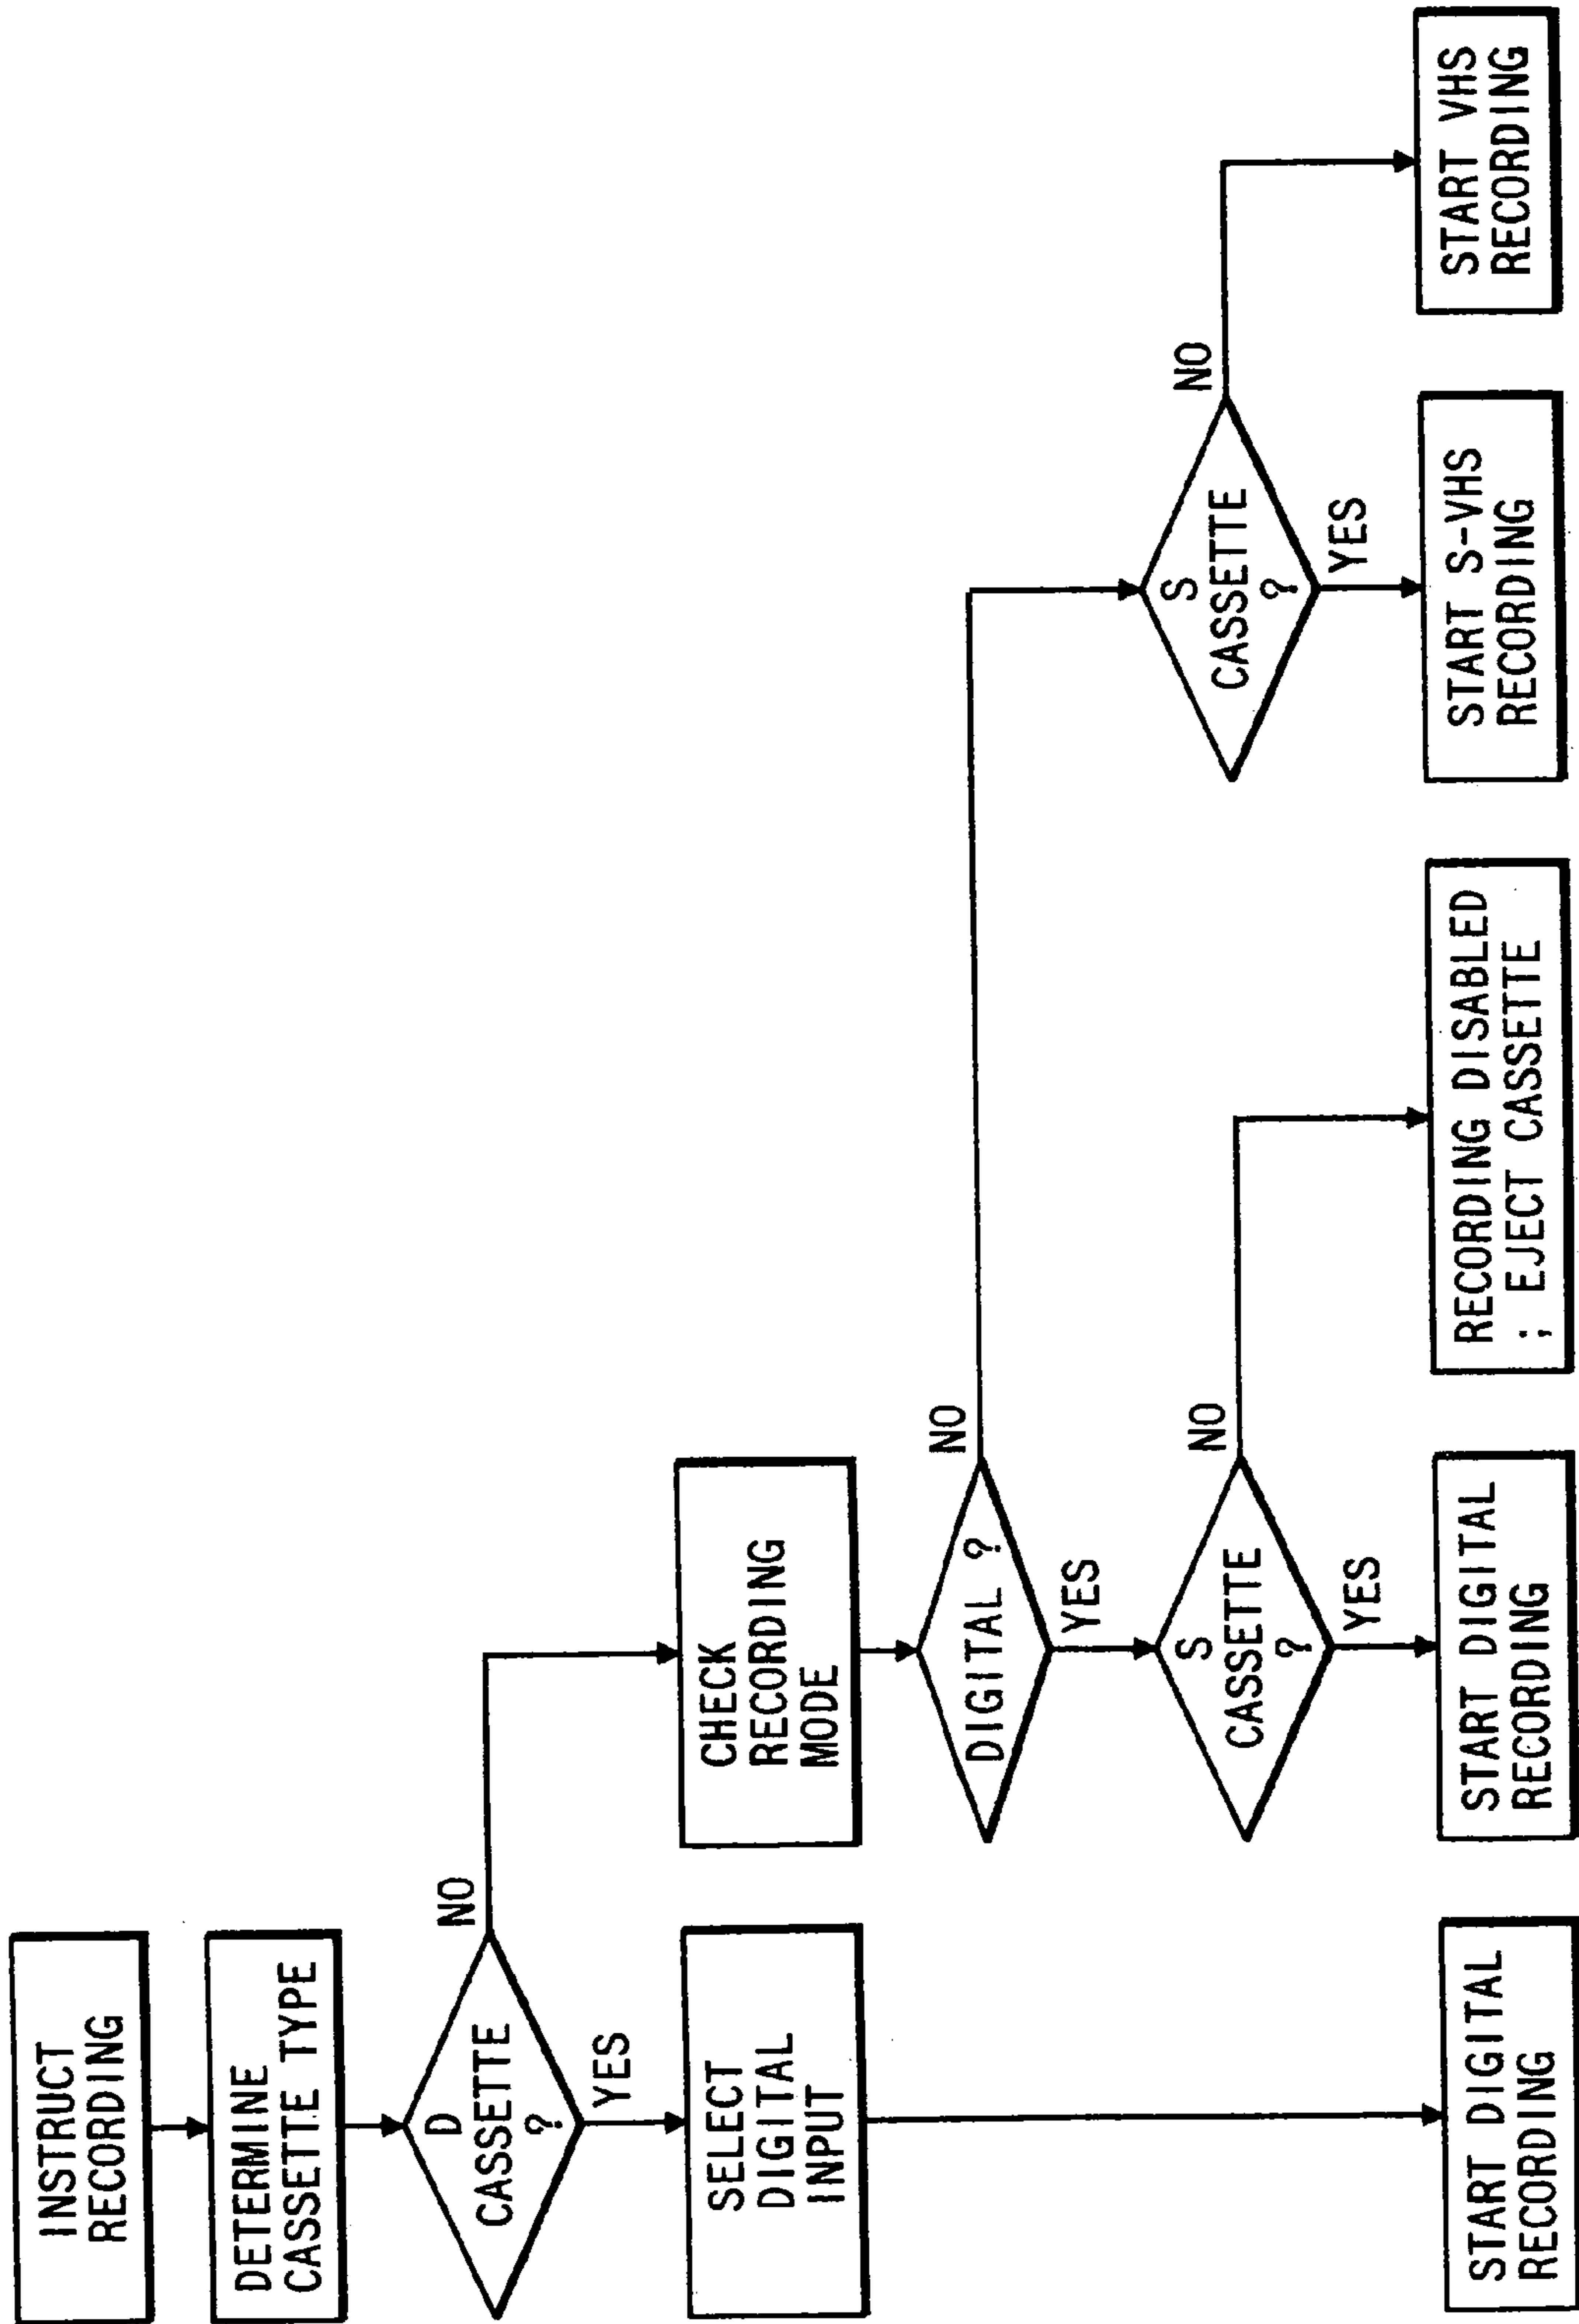 INSTRUCT
RECORDING
DETERMINE
CASSETTE TYPE
D
CASSETTE
?
NO
YES
SELECT
DIGITAL
INPUT
START DIGITAL
RECORDING
CHECK
RECORDING
MODE
DIGITAL ?
NO
YES
S
CASSETTE
?
NO
YES
START DIGITAL
RECORDING
RECORDING DISABLED
; EJECT CASSETTE
S
CASSETTE
?
NO
YES
START S-VHS
RECORDING
START VHS
RECORDING